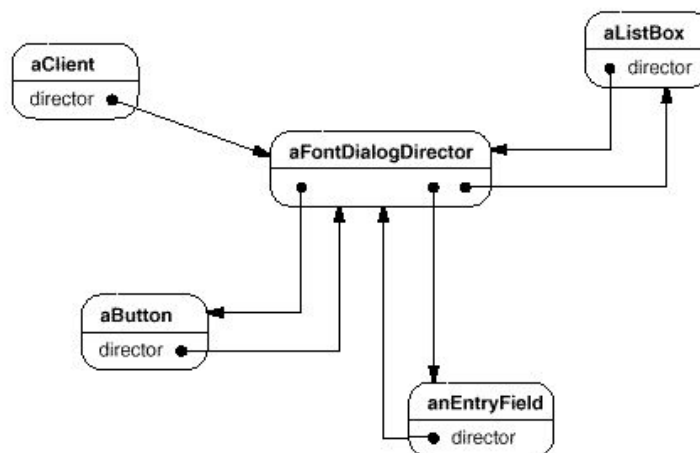 aListBox
director
aClient
director
aFontDialogDirector
aButton
director
anEntryField
director